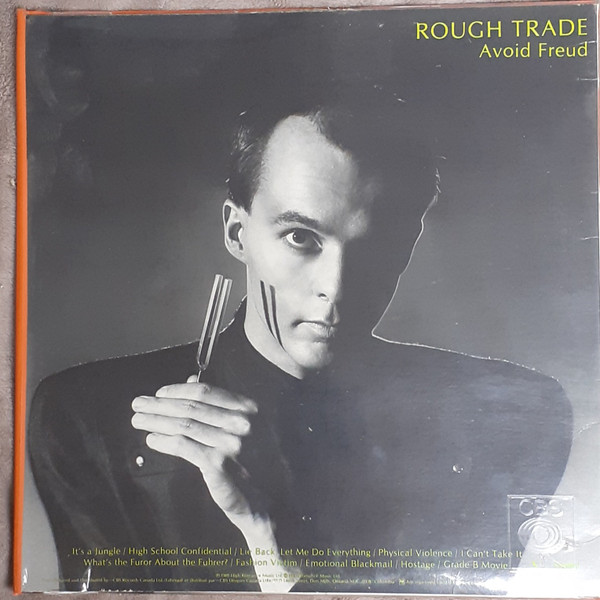 ROUGH TRADE
Avoid Freud
CBS
It's a Jungle / High School Confidential / Lie Back, Let Me Do Everything / Physical Violence / I Can't Take It
What's the Furor About the Fuhrer? / Fashion Victim / Emotional Blackmail / Hostage / Grade B Movie